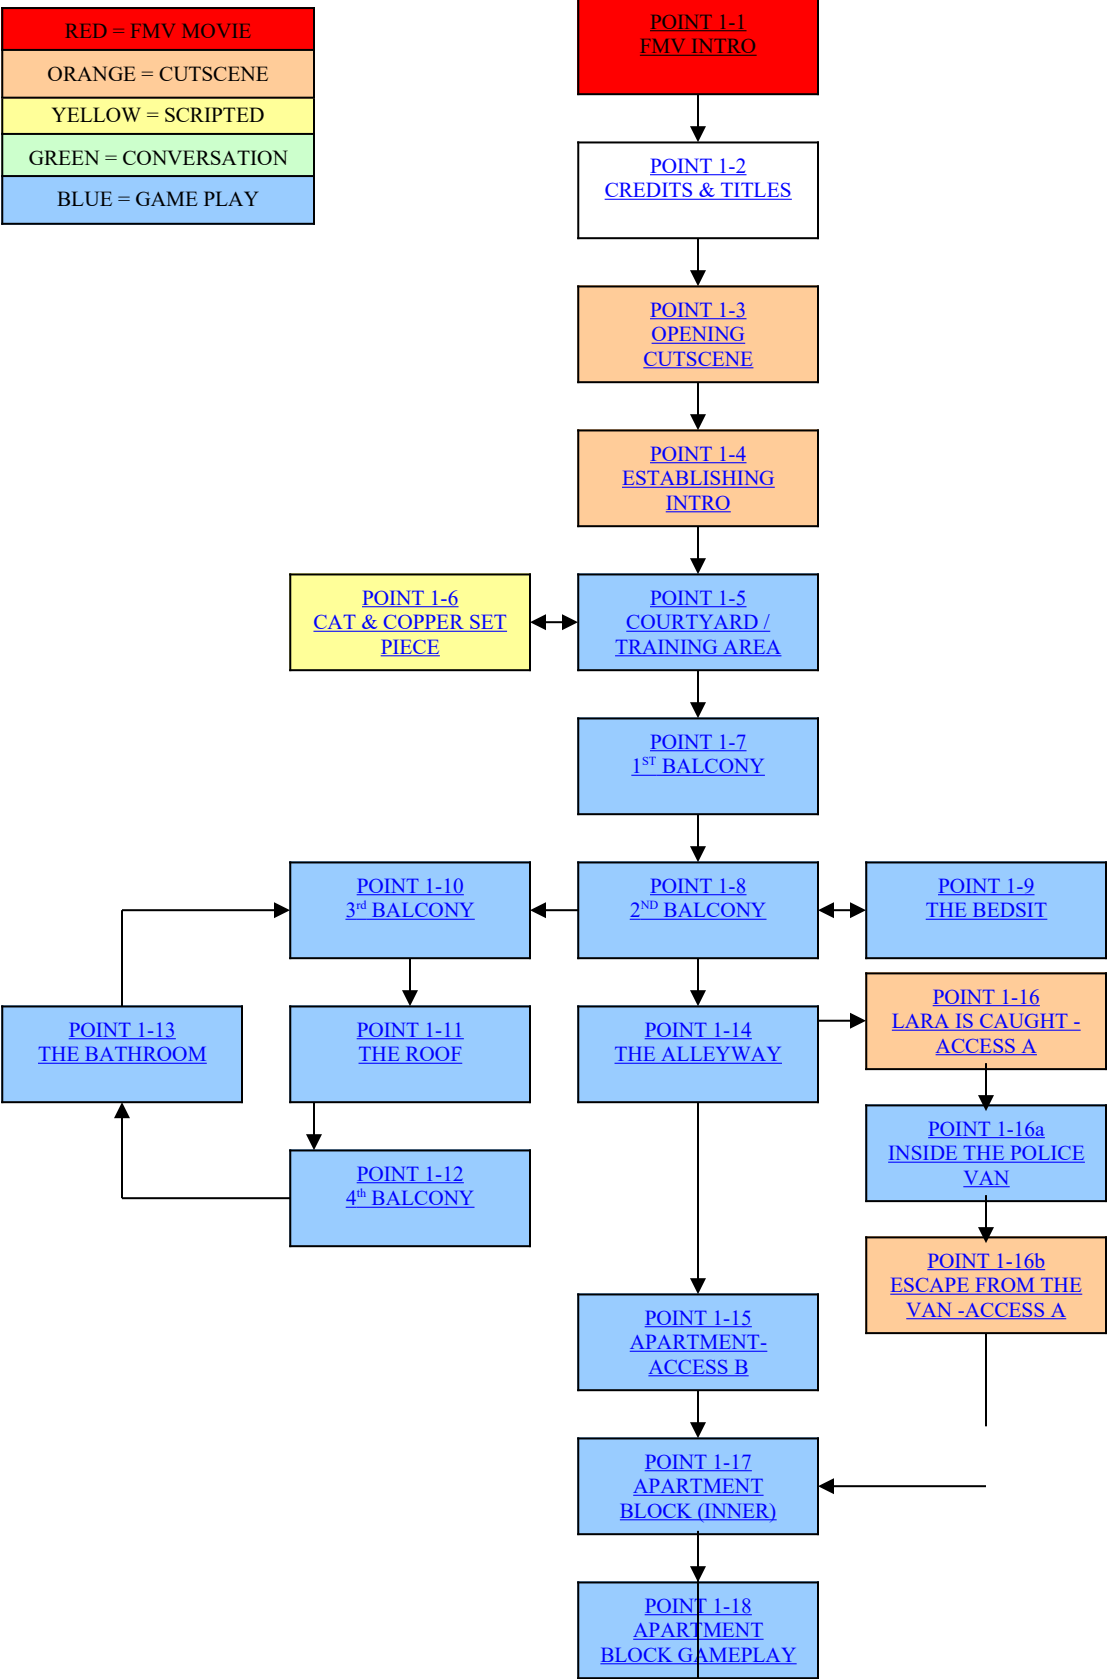 RED = FMV MOVIE
ORANGE = CUTSCENE
YELLOW = SCRIPTED
GREEN = CONVERSATION
BLUE = GAME PLAY
POINT 1-1
FMV INTRO
POINT 1-2
CREDITS & TITLES
POINT 1-3
OPENING
CUTSCENE
POINT 1-4
ESTABLISHING
INTRO
POINT 1-6
CAT & COPPER SET
PIECE
POINT 1-5
COURTYARD /
TRAINING AREA
POINT 1-7
1ST BALCONY
POINT 1-10
3rd BALCONY
POINT 1-8
2ND BALCONY
POINT 1-9
THE BEDSIT
POINT 1-13
THE BATHROOM
POINT 1-11
THE ROOF
POINT 1-14
THE ALLEYWAY
POINT 1-16
LARA IS CAUGHT -
ACCESS A
POINT 1-16a
INSIDE THE POLICE
VAN
POINT 1-12
4th BALCONY
POINT 1-16b
ESCAPE FROM THE
VAN -ACCESS A
POINT 1-15
APARTMENT-
ACCESS B
POINT 1-17
APARTMENT
BLOCK (INNER)
POINT 1-18
APARTMENT
BLOCK GAMEPLAY